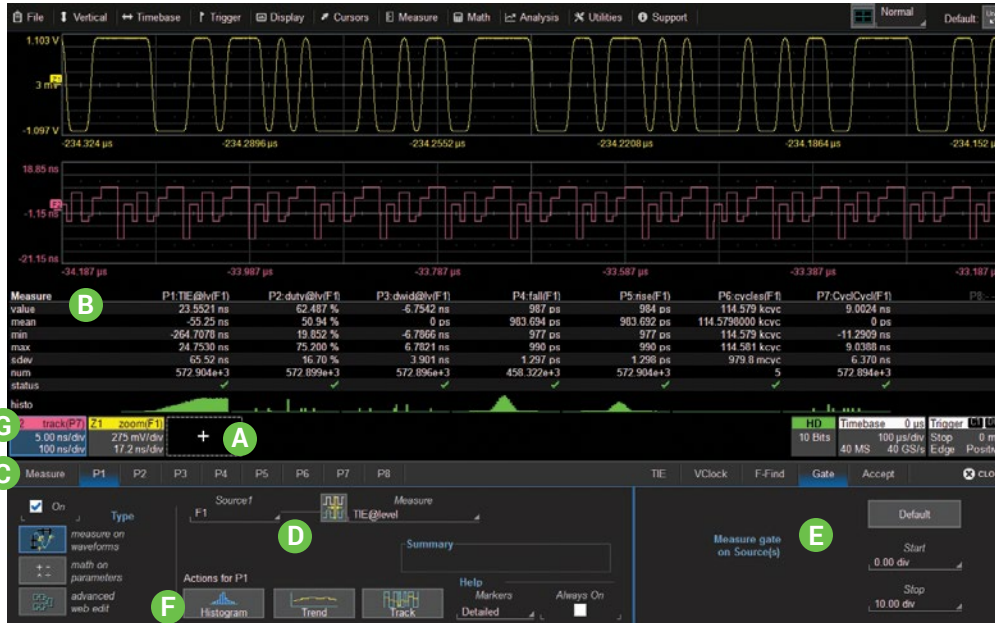 File Vertical Timebase Trigger Display Cursors Measure Math Analysis Utilities Support Normal Default:
1.103 V
3 mV
-1.097 V
-234.324 µs -234.2896 µs -234.2552 µs -234.2208 µs -234.1864 µs -234.152 µ
18.85 ns
-1.15 ns
-21.15 ns
-34.187 µs -33.987 µs -33.787 µs -33.587 µs -33.387 µs -33.187 µ
Measure P1:TIE@lv(F1) P2:duty@lv(F1) P3:dwid@lv(F1) P4:fall(F1) P5:rise(F1) P6:cycles(F1) P7:CyclCycl(F1) P8:- -
B
value 23.5521 ns 62.487 % -6.7542 ns 987 ps 984 ps 114.579 kcyc 9.0024 ns
mean -55.25 ns 50.94 % 0 ps 983.694 ps 983.692 ps 114.5798000 kcyc 0 ps
min -264.7078 ns 19.852 % -6.7866 ns 977 ps 977 ps 114.579 kcyc -11.2909 ns
max 24.7530 ns 75.200 % 6.7821 ns 990 ps 990 ps 114.581 kcyc 9.0388 ns
sdev 65.52 ns 16.70 % 3.901 ns 1.297 ps 1.298 ps 979.8 mcyc 6.370 ns
num 572.904e+3 572.899e+3 572.896e+3 458.322e+3 572.904e+3 5 572.894e+3
status
histo
G 2 track(P7) Z1 zoom(F1) HD Timebase 0 µs Trigger C1
5.00 ns/div 275 mV/div + A 10 Bits 100 µs/div Stop 0 m
100 ns/div 17.2 ns/div 40 MS 40 GS/s Edge Positiv
C Measure P1 P2 P3 P4 P5 P6 P7 P8 TIE VClock F-Find Gate Accept CLO
On Type Source1 Measure Default
F1 TIE@level
measure on waveforms D Measure gate on Source(s) E Start
Summary 0.00 div
math on parameters
Actions for P1 Help Stop
advanced web edit F Markers Always On 10.00 div
Histogram Trend Track Detailed